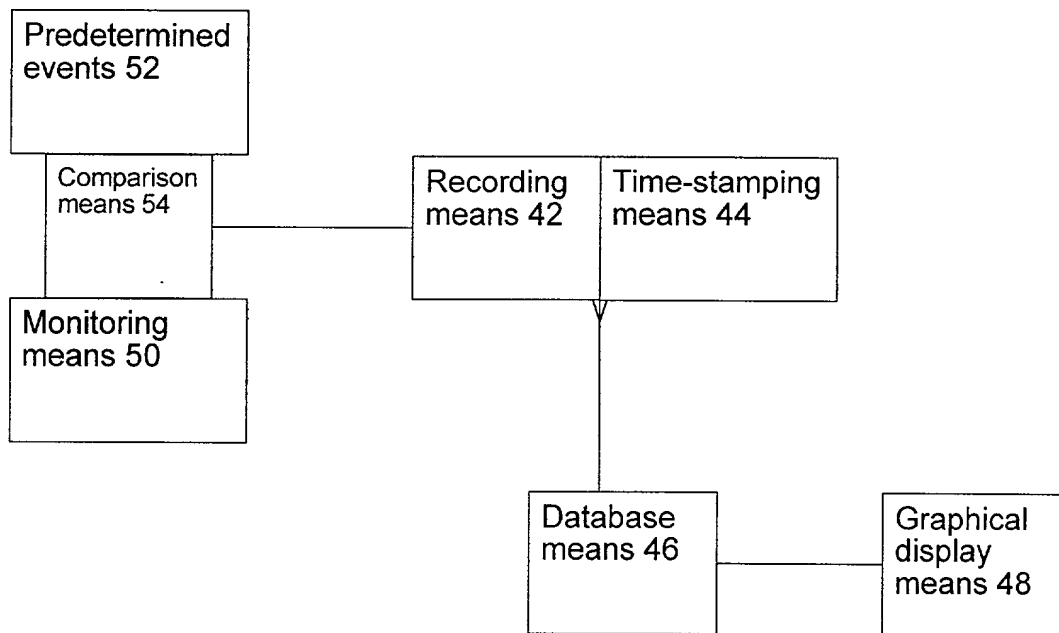 Predetermined
events 52
Comparison
means 54
Monitoring
means 50
Recording
means 42
Time-stamping
means 44
Database
means 46
Graphical
display
means 48